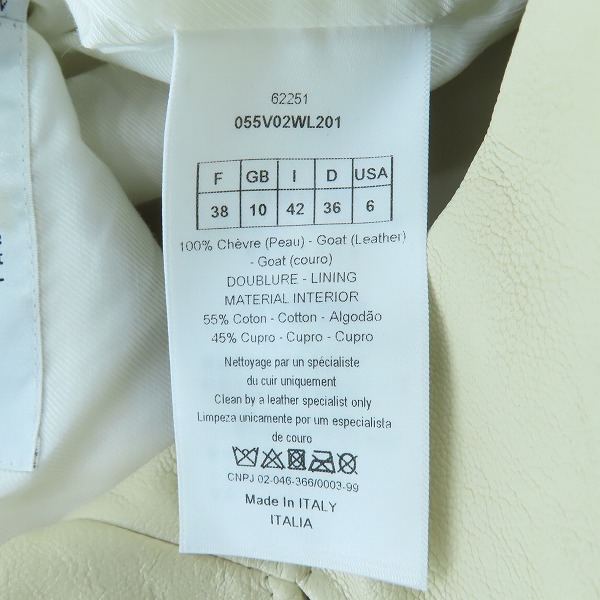 62251
055V02WL201
F GB I D USA
38 10 42 36 6
100% Chèvre (Peau) - Goat (Leather)
- Goat (couro)
DOUBLURE - LINING
MATERIAL INTERIOR
55% Coton - Cotton - Algodão
45% Cupro - Cupro - Cupro
Nettoyage par un spécialiste
du cuir uniquement
Clean by a leather specialist only
Limpeza unicamente por um especialista
de couro
CNPJ 02-046-366/0003-99
Made In ITALY
ITALIA